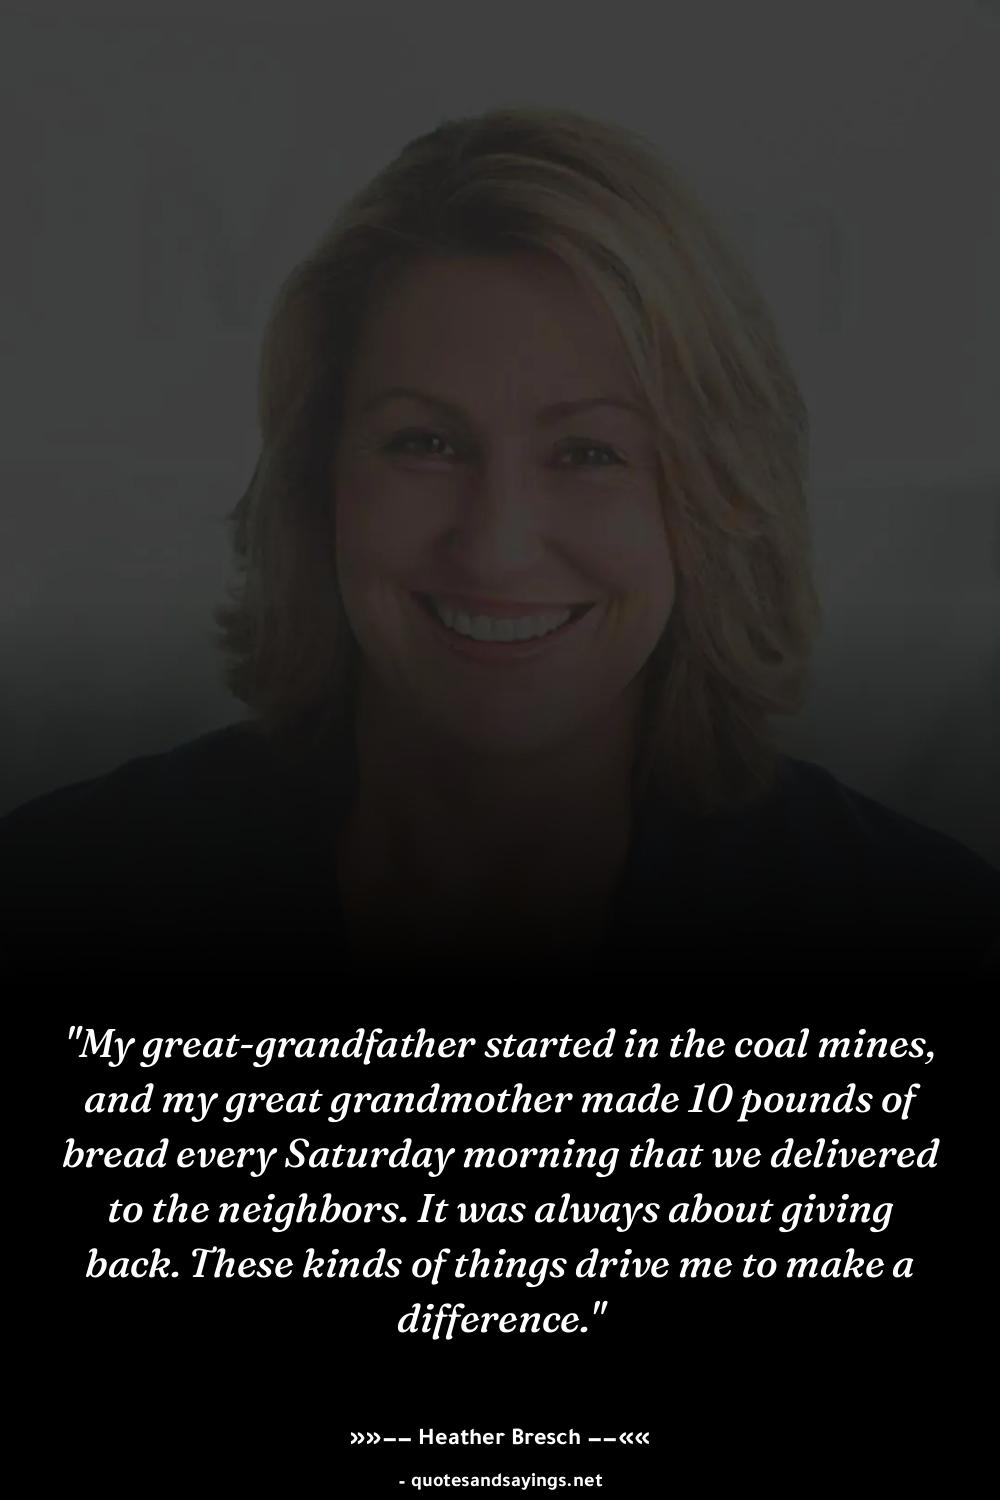 "My great-grandfather started in the coal mines,
and my great grandmother made 10 pounds of
bread every Saturday morning that we delivered
to the neighbors. It was always about giving
back. These kinds of things drive me to make a
difference."
»»–– Heather Bresch ––««
- quotesandsayings.net